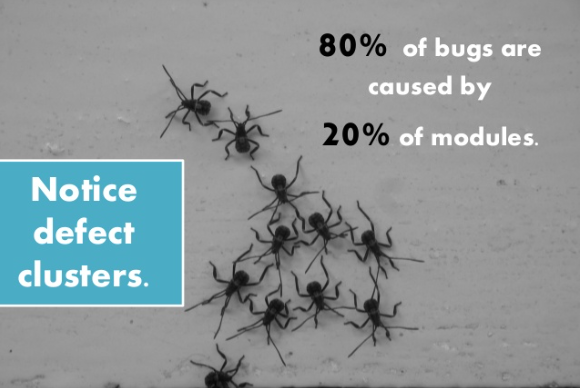 80% of bugs are
caused by
20% of modules.
Notice
defect
clusters.